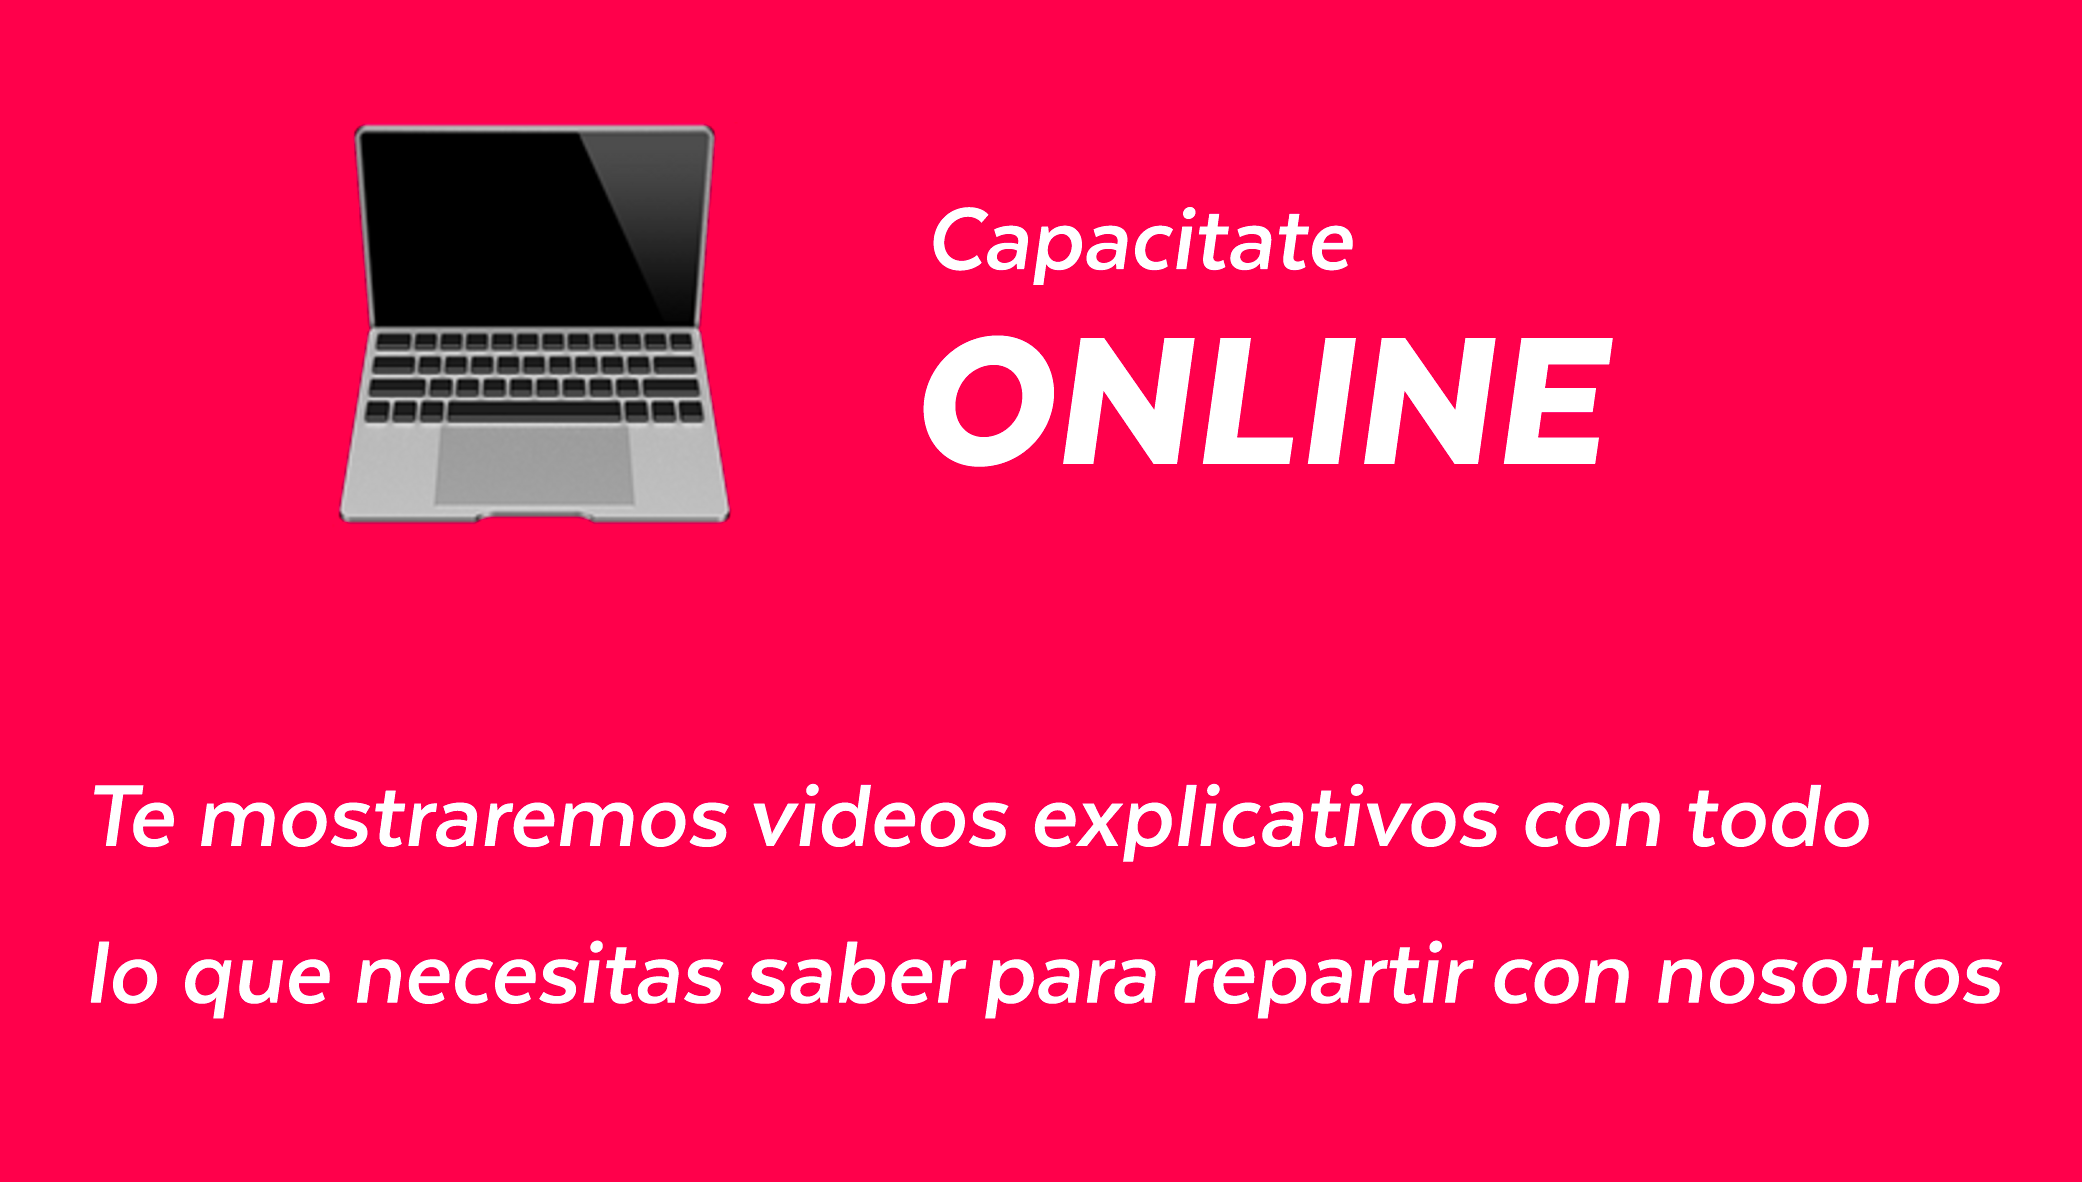 Capacitate
ONLINE
Te mostraremos videos explicativos con todo
lo que necesitas saber para repartir con nosotros